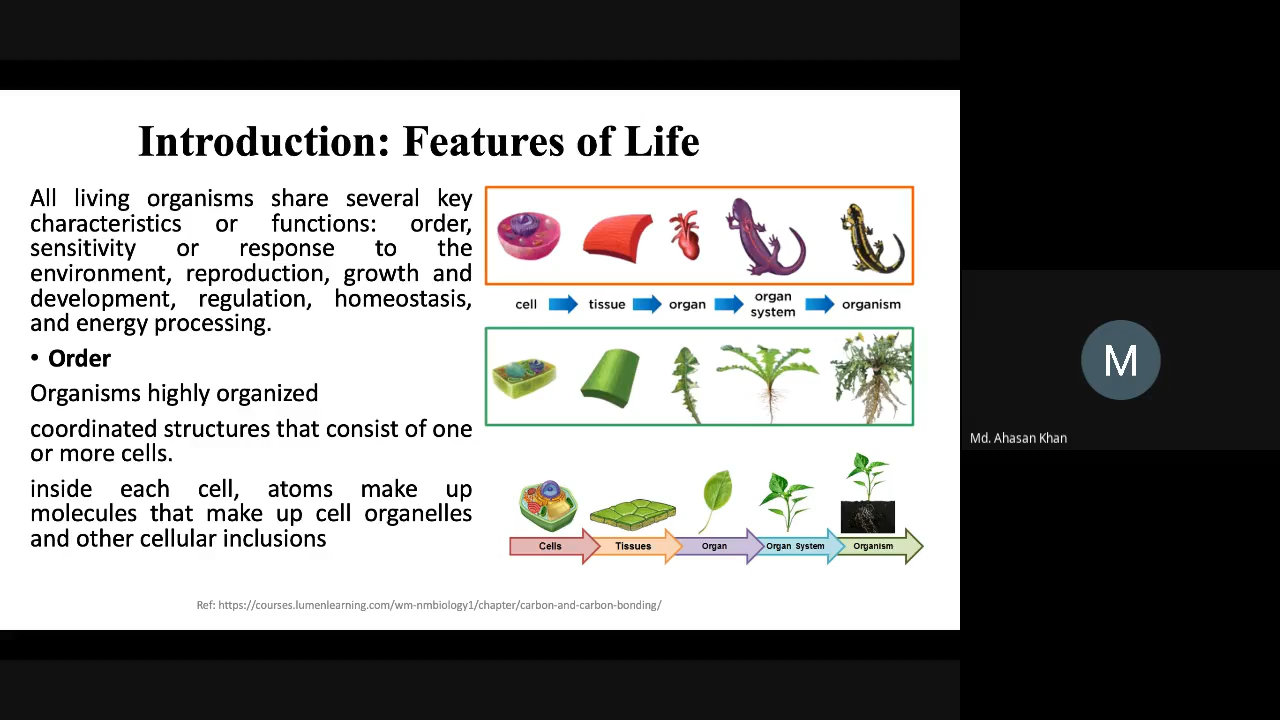 Introduction: Features of Life
All living organisms share several key
characteristics or functions: order,
sensitivity or response to the
environment, reproduction, growth and
development, regulation, homeostasis,
and energy processing.
• Order
Organisms highly organized
coordinated structures that consist of one
or more cells.
inside each cell, atoms make up
molecules that make up cell organelles
and other cellular inclusions
cell tissue organ organ system organism
Cells Tissues Organ Organ System Organism
Ref: https://courses.lumenlearning.com/wm-nmbiology1/chapter/carbon-and-carbon-bonding/
M
Md. Ahasan Khan